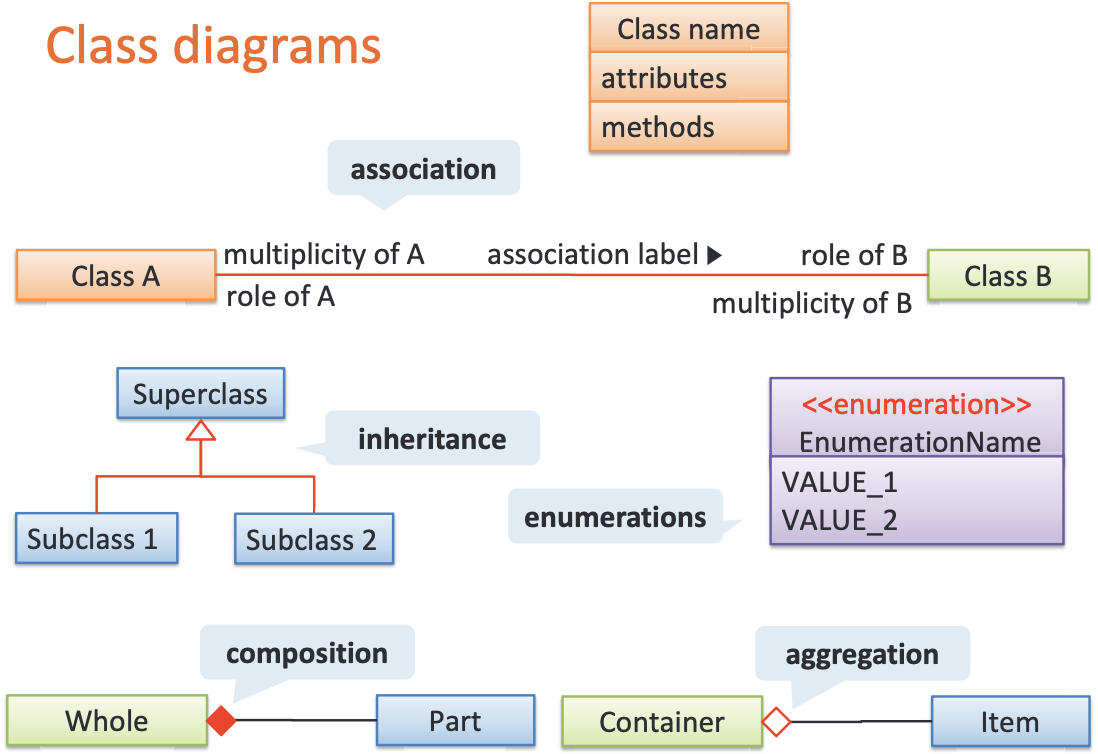 Class diagrams
Class name
attributes
methods
association
multiplicity of A
association label ▶
role of B
Class A
Class B
role of A
multiplicity of B
Superclass
inheritance
<<enumeration>>
EnumerationName
VALUE_1
VALUE_2
enumerations
Subclass 1
Subclass 2
composition
aggregation
Whole
Part
Container
Item